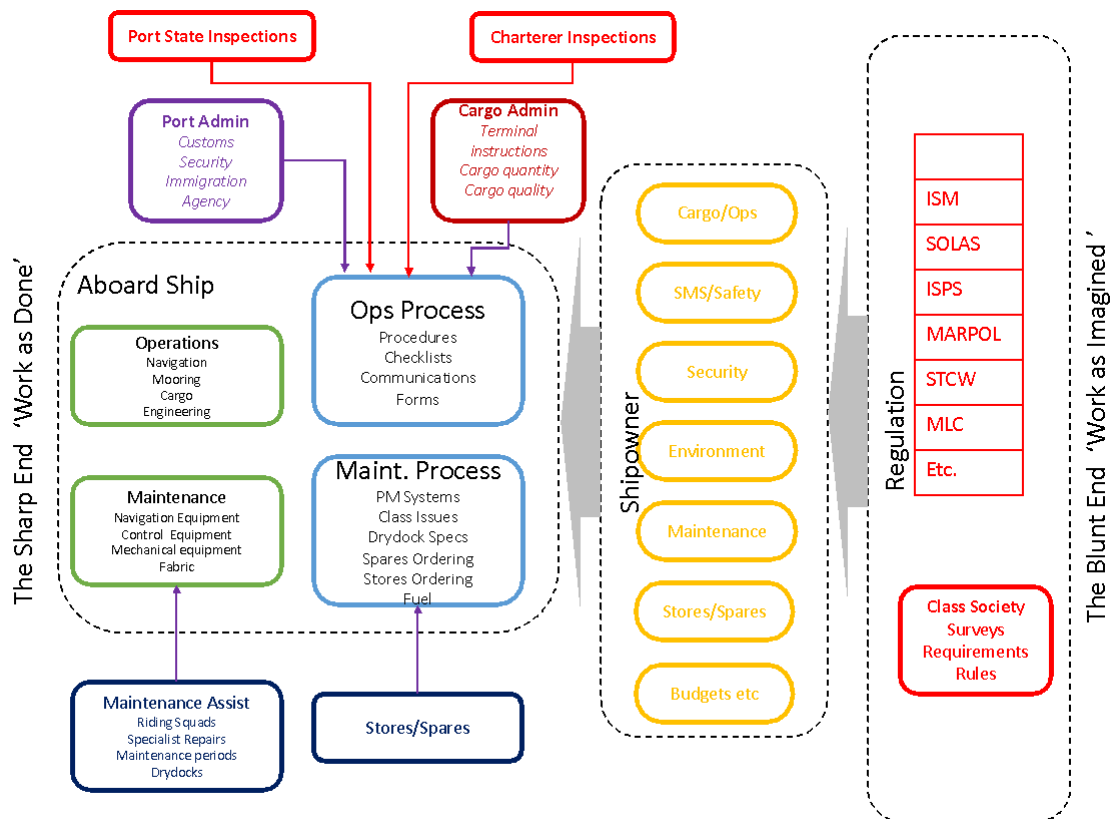 Port State Inspections
Charterer Inspections
Port Admin
Customs
Security
Immigration
Agency
Cargo Admin
Terminal
instructions
Cargo quantity
Cargo quality
The Sharp End ‘Work as Done’
Aboard Ship
Operations
Navigation
Mooring
Cargo
Engineering
Ops Process
Procedures
Checklists
Communications
Forms
Maintenance
Navigation Equipment
Control Equipment
Mechanical equipment
Fabric
Maint. Process
PM Systems
Class Issues
Drydock Specs
Spares Ordering
Stores Ordering
Fuel
Maintenance Assist
Riding Squads
Specialist Repairs
Maintenance periods
Drydocks
Stores/Spares
Shipowner
Cargo/Ops
SMS/Safety
Security
Environment
Maintenance
Stores/Spares
Budgets etc
Regulation
ISM
SOLAS
ISPS
MARPOL
STCW
MLC
Etc.
Class Society
Surveys
Requirements
Rules
The Blunt End ‘Work as Imagined ’